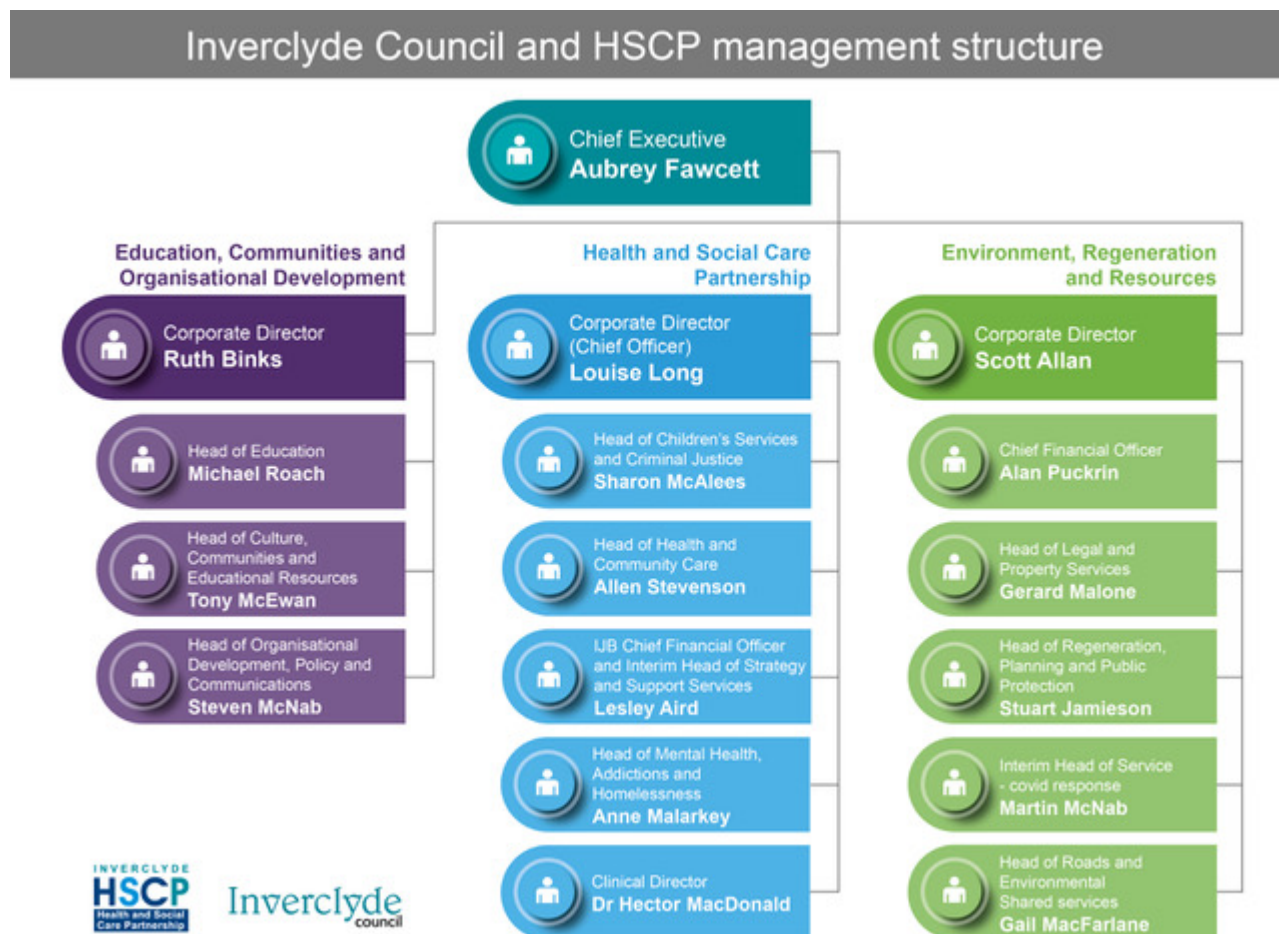 Inverclyde Council and HSCP management structure
Chief Executive
Aubrey Fawcett
Education, Communities and
Organisational Development
Corporate Director
Ruth Binks
Head of Education
Michael Roach
Head of Culture,
Communities and
Educational Resources
Tony McEwan
Head of Organisational
Development, Policy and
Communications
Steven McNab
Health and Social Care
Partnership
Corporate Director
(Chief Officer)
Louise Long
Head of Children's Services
and Criminal Justice
Sharon McAlees
Head of Health and
Community Care
Allen Stevenson
IJB Chief Financial Officer
and Interim Head of Strategy
and Support Services
Lesley Aird
Head of Mental Health,
Addictions and
Homelessness
Anne Malarkey
Clinical Director
Dr Hector MacDonald
Environment, Regeneration
and Resources
Corporate Director
Scott Allan
Chief Financial Officer
Alan Puckrin
Head of Legal and
Property Services
Gerard Malone
Head of Regeneration,
Planning and Public
Protection
Stuart Jamieson
Interim Head of Service
- covid response
Martin McNab
Head of Roads and
Environmental
Shared services
Gail MacFarlane
INVERCLYDE
HSCP
Health and Social
Care Partnership
Inverclyde
council